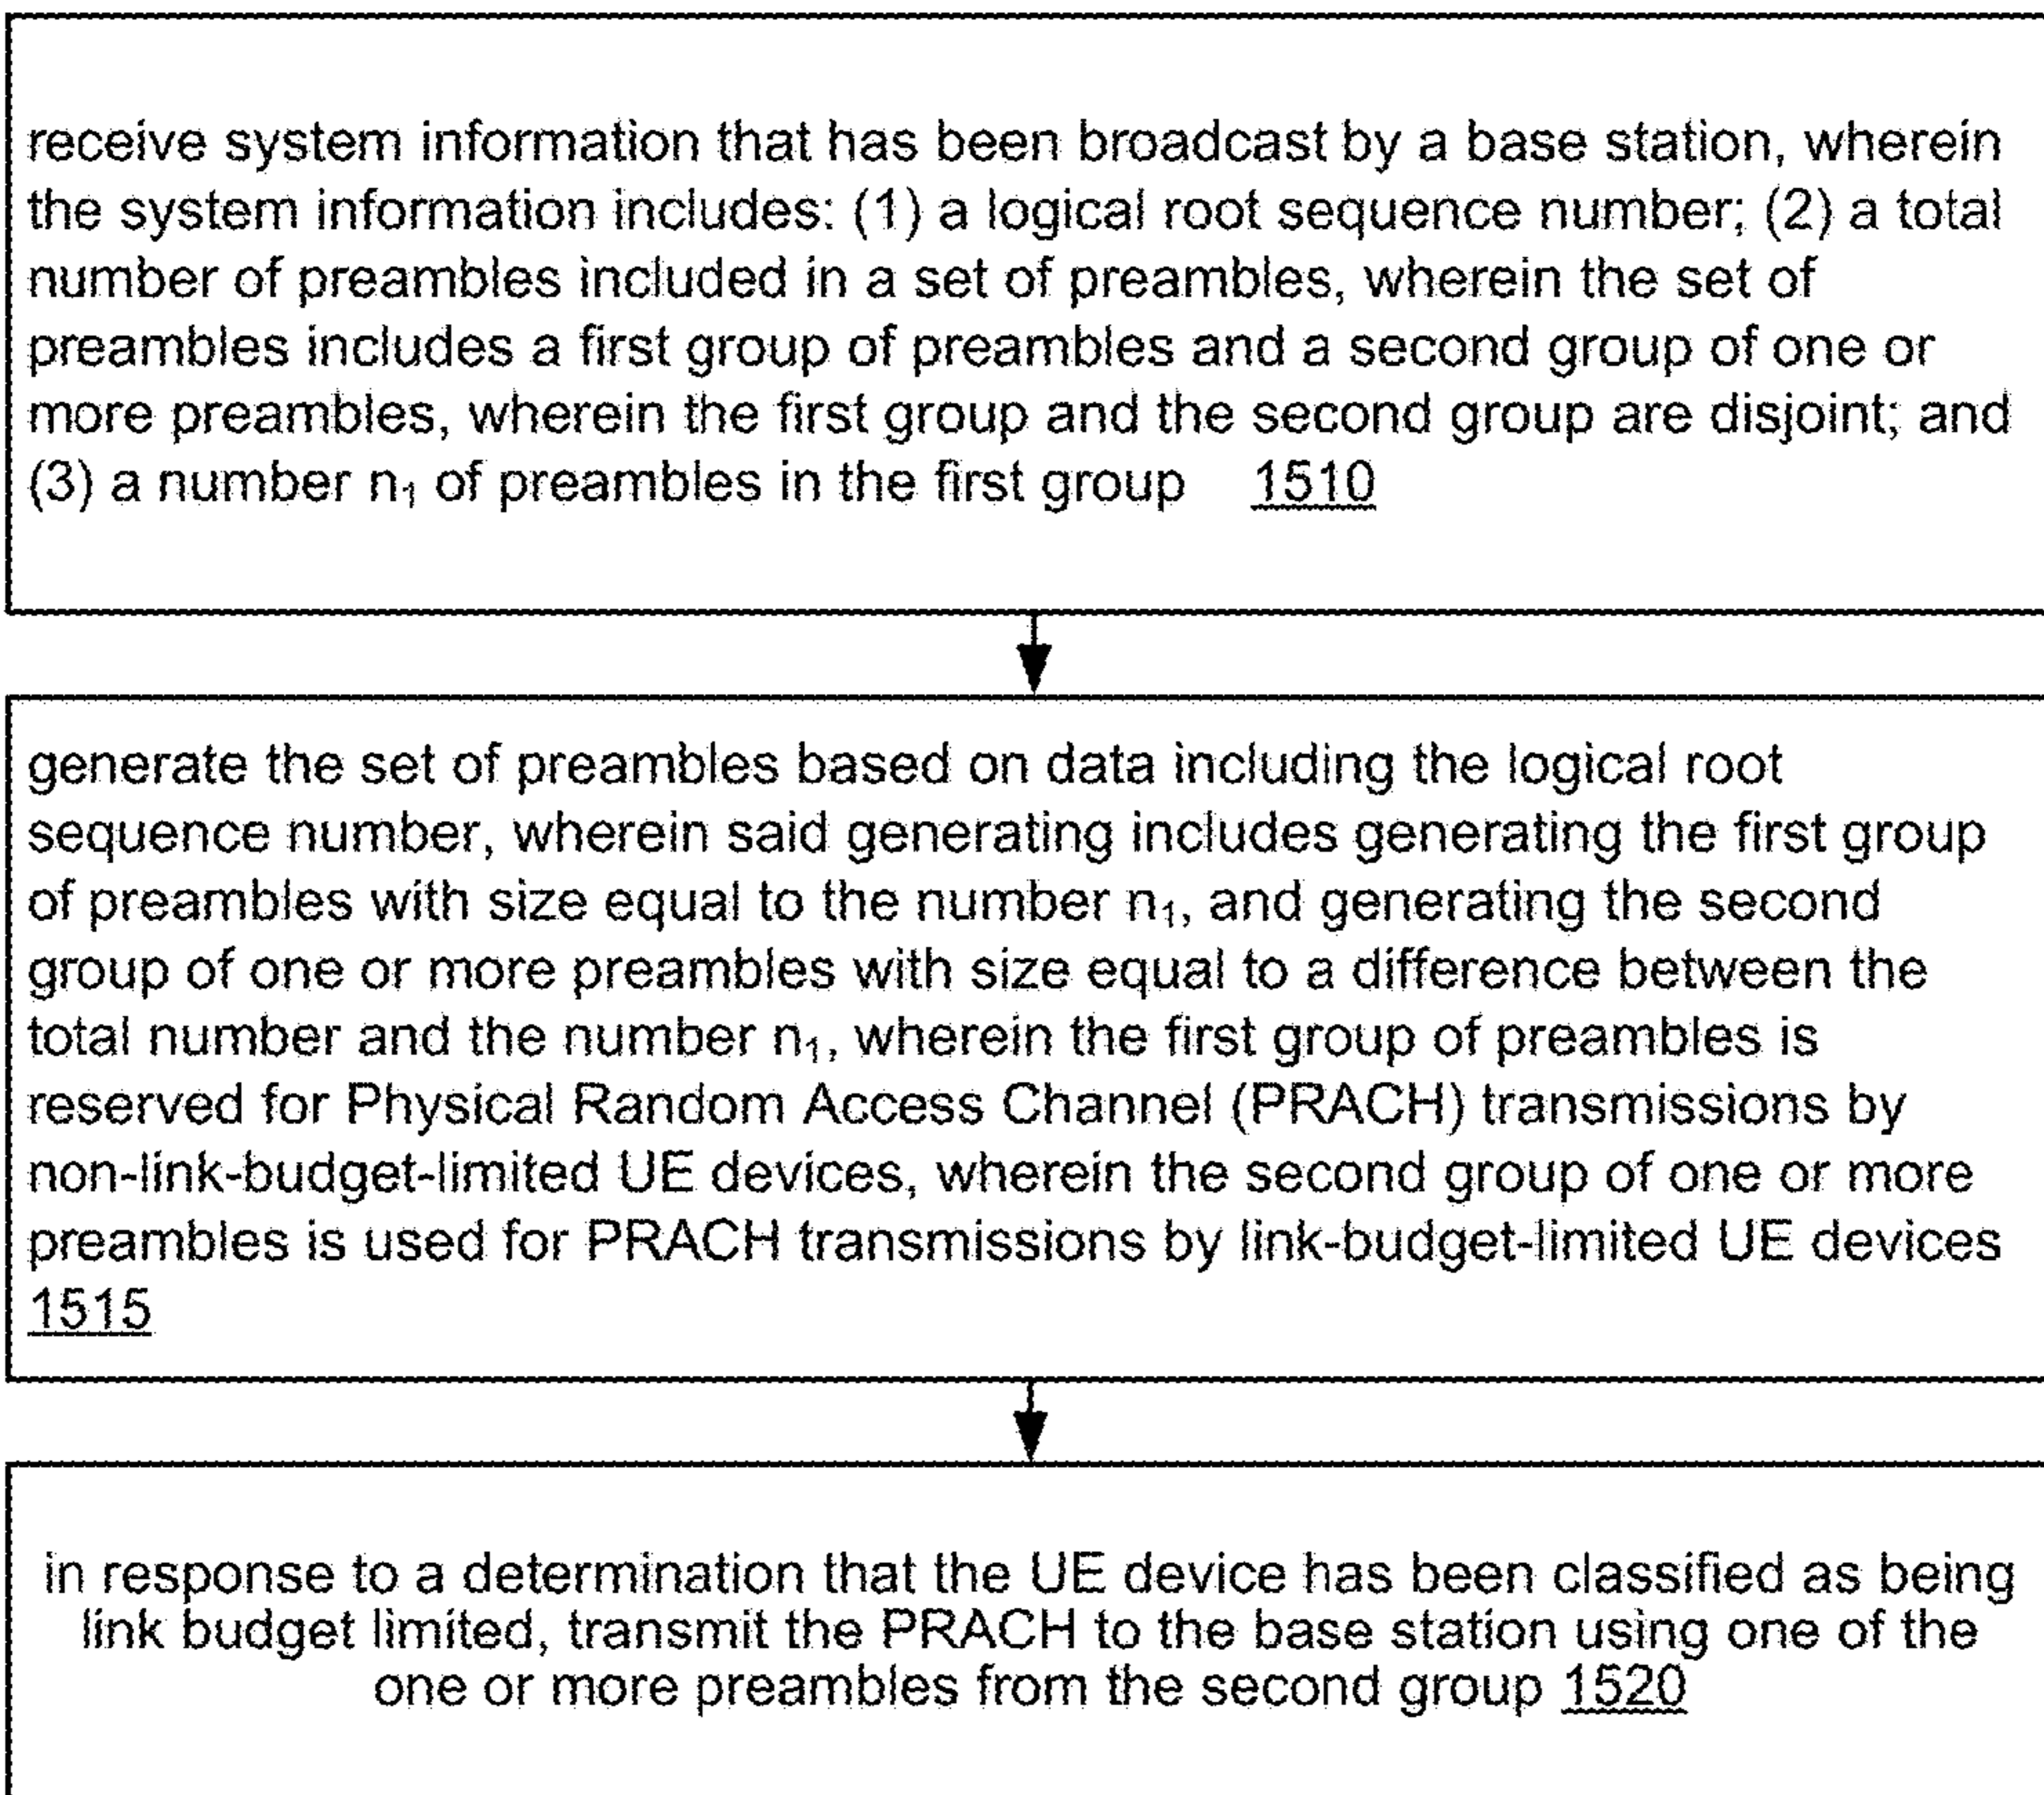 receive system information that has been broadcast by a base station, wherein
the system information includes: (1) a logical root sequence number; (2) a total
number of preambles included in a set of preambles, wherein the set of
preambles includes a first group of preambles and a second group of one or
more preambles, wherein the first group and the second group are disjoint; and
(3) a number n₁ of preambles in the first group 1510
generate the set of preambles based on data including the logical root
sequence number, wherein said generating includes generating the first group
of preambles with size equal to the number n₁, and generating the second
group of one or more preambles with size equal to a difference between the
total number and the number n₁, wherein the first group of preambles is
reserved for Physical Random Access Channel (PRACH) transmissions by
non-link-budget-limited UE devices, wherein the second group of one or more
preambles is used for PRACH transmissions by link-budget-limited UE devices
1515
in response to a determination that the UE device has been classified as being
link budget limited, transmit the PRACH to the base station using one of the
one or more preambles from the second group 1520